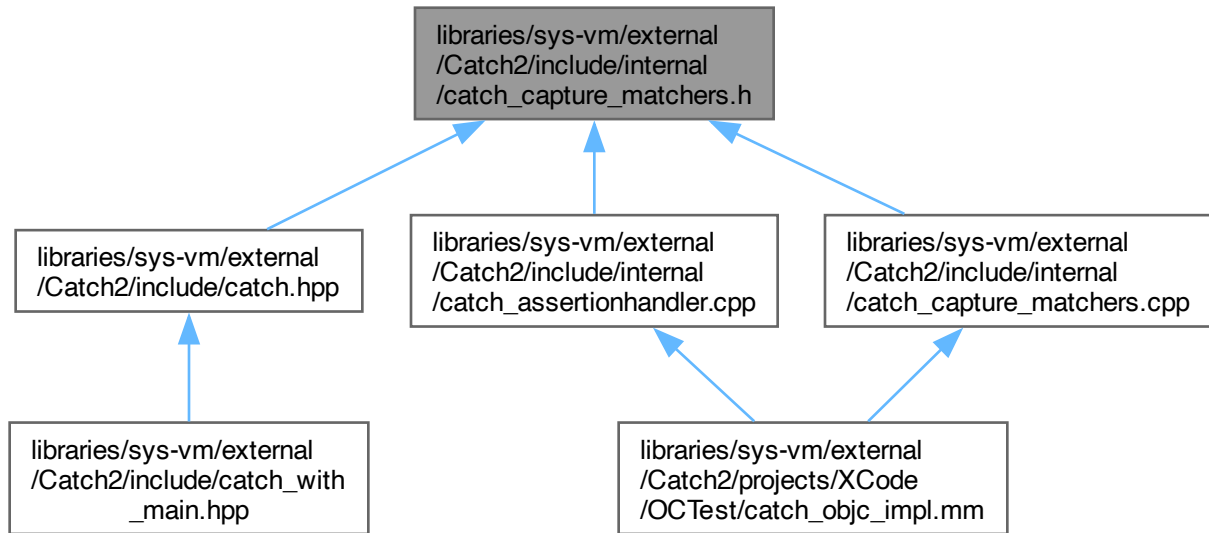 libraries/sys-vm/external
/Catch2/include/internal
/catch_capture_matchers.h
libraries/sys-vm/external
/Catch2/include/catch.hpp
libraries/sys-vm/external
/Catch2/include/internal
/catch_assertionhandler.cpp
libraries/sys-vm/external
/Catch2/include/internal
/catch_capture_matchers.cpp
libraries/sys-vm/external
/Catch2/include/catch_with
_main.hpp
libraries/sys-vm/external
/Catch2/projects/XCode
/OCTest/catch_objc_impl.mm